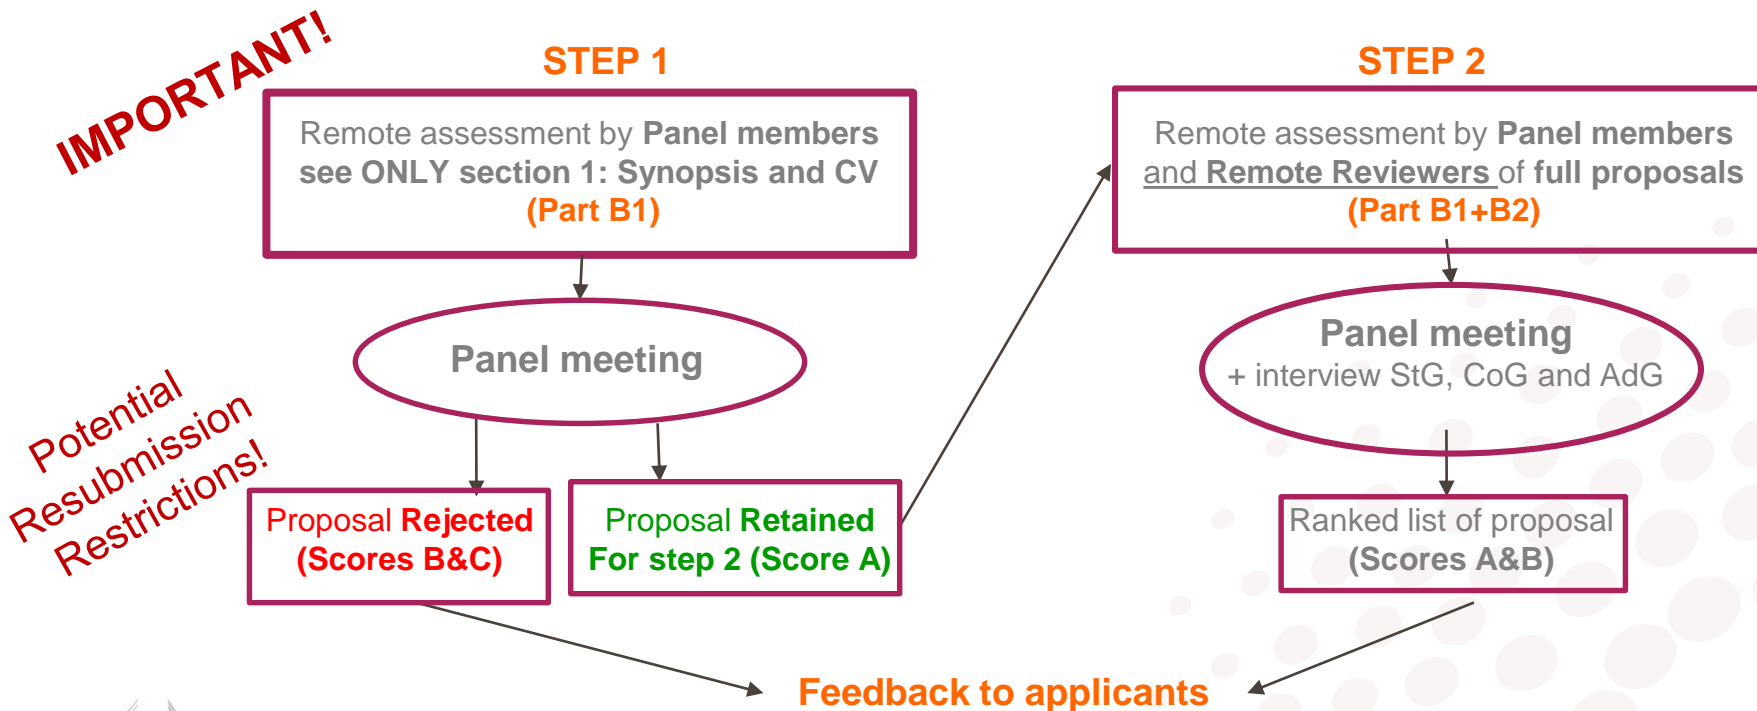 IMPORTANT!
STEP 1
Remote assessment by Panel members
see ONLY section 1: Synopsis and CV
(Part B1)
Panel meeting
Potential
Resubmission
Restrictions!
Proposal Rejected
(Scores B&C)
Proposal Retained
For step 2 (Score A)
STEP 2
Remote assessment by Panel members
and Remote Reviewers of full proposals
(Part B1+B2)
Panel meeting
+ interview StG, CoG and AdG
Ranked list of proposal
(Scores A&B)
Feedback to applicants